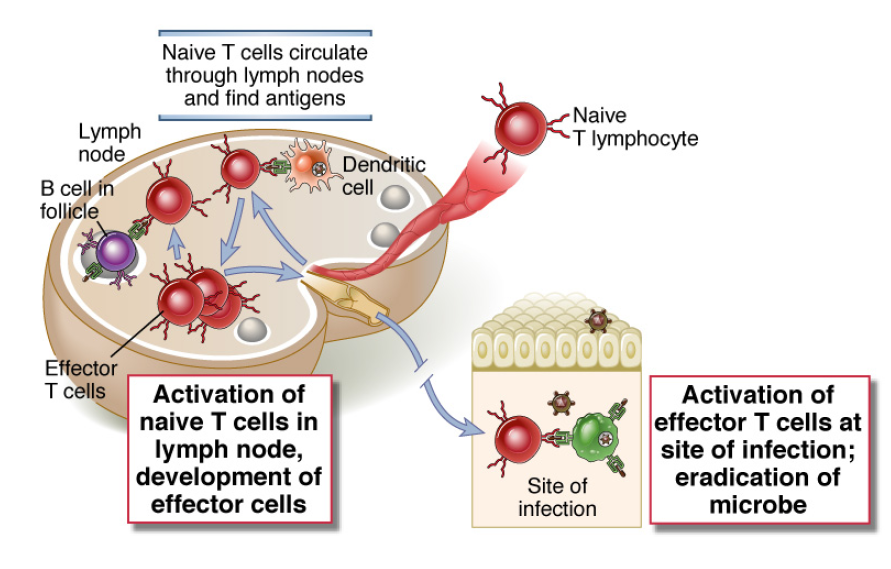 Naive T cells circulate
through lymph nodes
and find antigens
Lymph
node
Naive
T lymphocyte
Dendritic
cell
B cell in
follicle
Effector
T cells
Activation of
naive T cells in
lymph node,
development of
effector cells
Site of
infection
Activation of
effector T cells at
site of infection;
eradication of
microbe